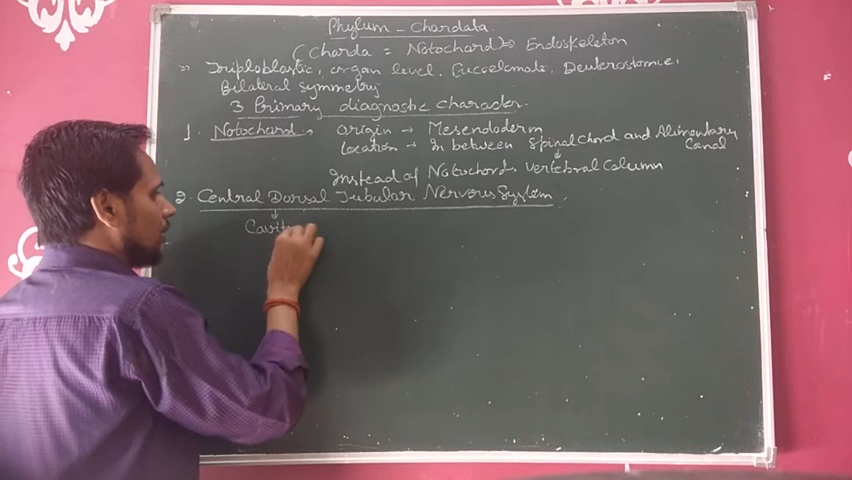 Phylum - Chordata
(Chorda = Notochord) ⇒ Endoskeleton
⇒ Triploblastic, organ level. Eucoelomate, Deuterostomic,
Bilateral symmetry
3 Primary diagnostic character.
1. Notochord → origin → Mesendoderm
Location → In between Spinal Chord and Alimentary Canal
Instead of Notochord → Vertebral Column
2. Central Dorsal Tubular Nervous System
↓
Cavity